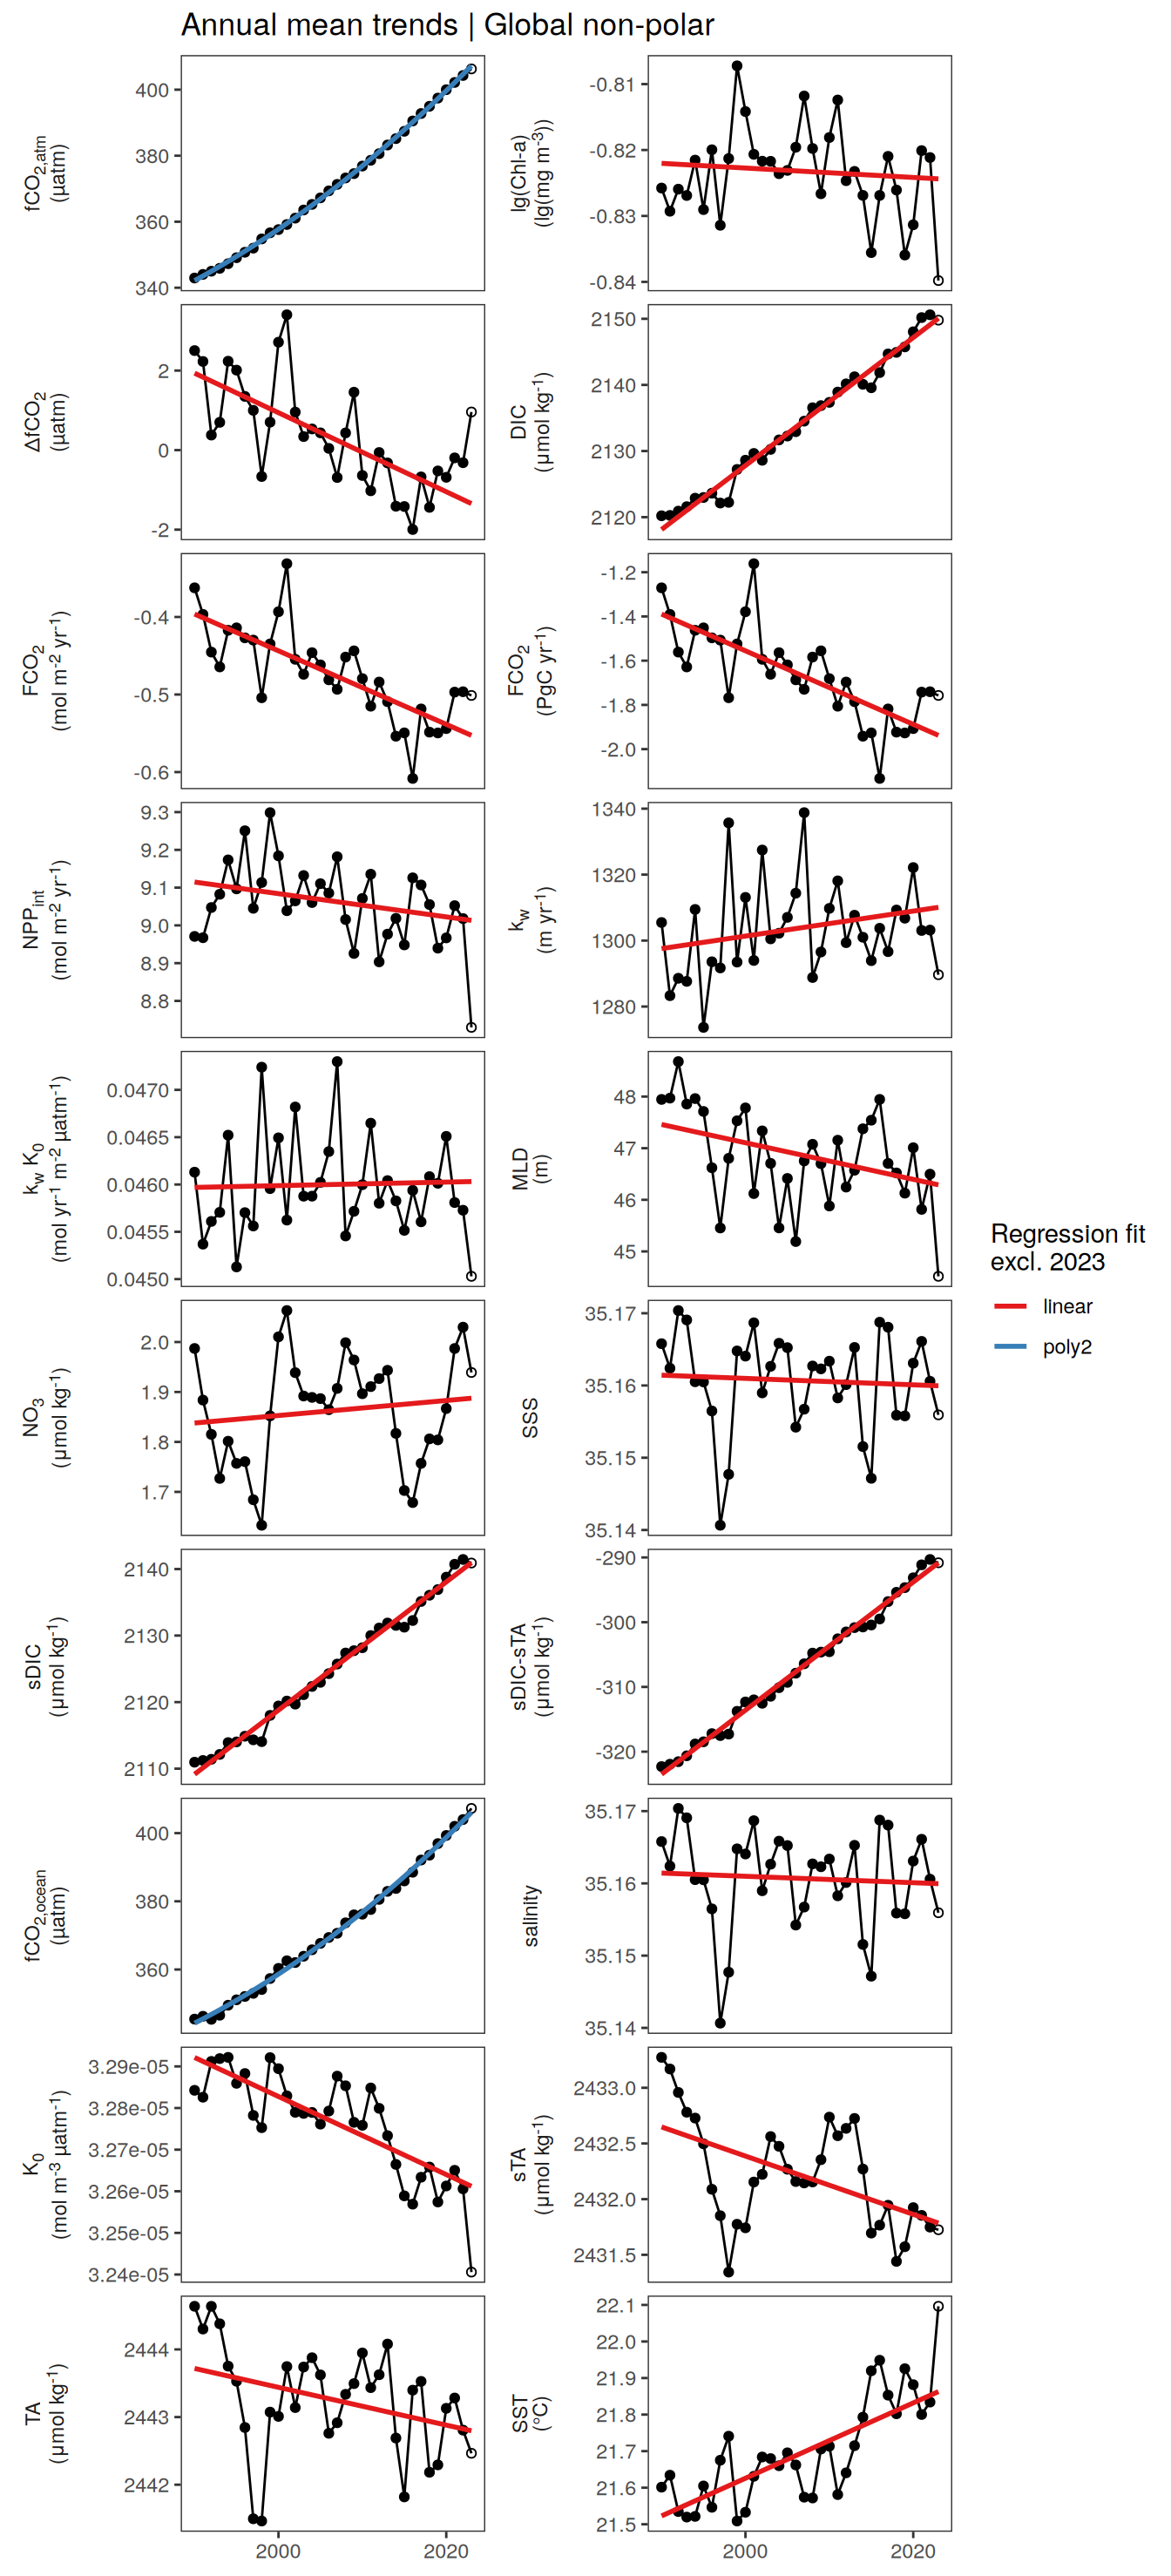 Annual mean trends | Global non-polar
fCO2,atm
(µatm)
400
380
360
340
lg(Chl-a)
(lg(mg m-3))
-0.81
-0.82
-0.83
-0.84
ΔfCO2
(µatm)
2
0
-2
DIC
(µmol kg-1)
2150
2140
2130
2120
FCO2
(mol m-2 yr-1)
-0.4
-0.5
-0.6
FCO2
(PgC yr-1)
-1.2
-1.4
-1.6
-1.8
-2.0
NPPint
(mol m-2 yr-1)
9.3
9.2
9.1
9.0
8.9
8.8
kw
(m yr-1)
1340
1320
1300
1280
kw K0
(mol yr-1 m-2 µatm-1)
0.0470
0.0465
0.0460
0.0455
0.0450
MLD
(m)
48
47
46
45
Regression fit
excl. 2023
linear
poly2
NO3
(µmol kg-1)
2.0
1.9
1.8
1.7
SSS
35.17
35.16
35.15
35.14
sDIC
(µmol kg-1)
2140
2130
2120
2110
sDIC-sTA
(µmol kg-1)
-290
-300
-310
-320
fCO2,ocean
(µatm)
400
380
360
salinity
35.17
35.16
35.15
35.14
K0
(mol m-3 µatm-1)
3.29e-05
3.28e-05
3.27e-05
3.26e-05
3.25e-05
3.24e-05
sTA
(µmol kg-1)
2433.0
2432.5
2432.0
2431.5
TA
(µmol kg-1)
2444
2443
2442
SST
(°C)
22.1
22.0
21.9
21.8
21.7
21.6
21.5
2000
2020
2000
2020